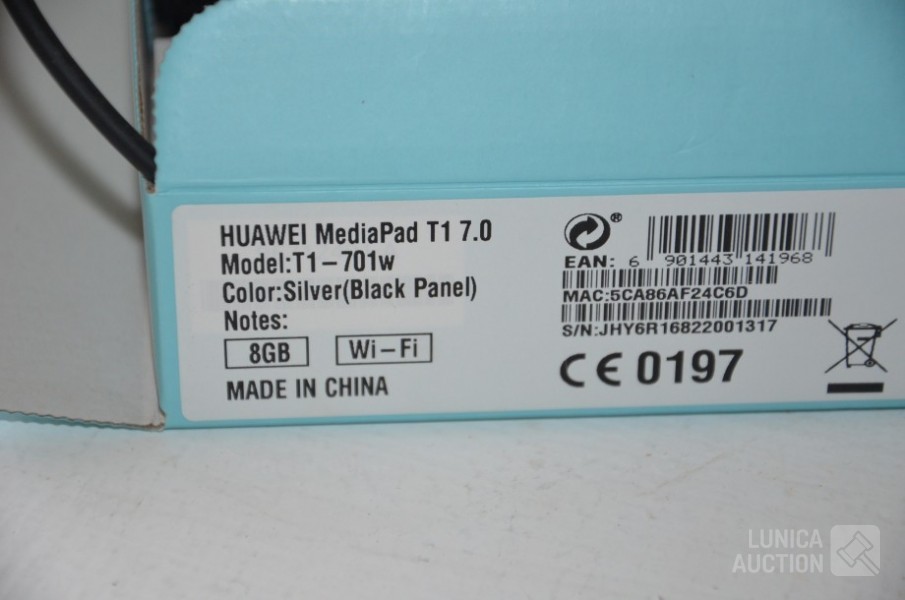 HUAWEI MediaPad T1 7.0
Model:T1-701w
Color:Silver(Black Panel)
Notes:
8GB Wi-Fi
MADE IN CHINA
®
EAN: 6 901443 141968
MAC:5CA86AF24C6D
S/N:JHY6R16822001317
CE 0197
LUNICA
AUCTION